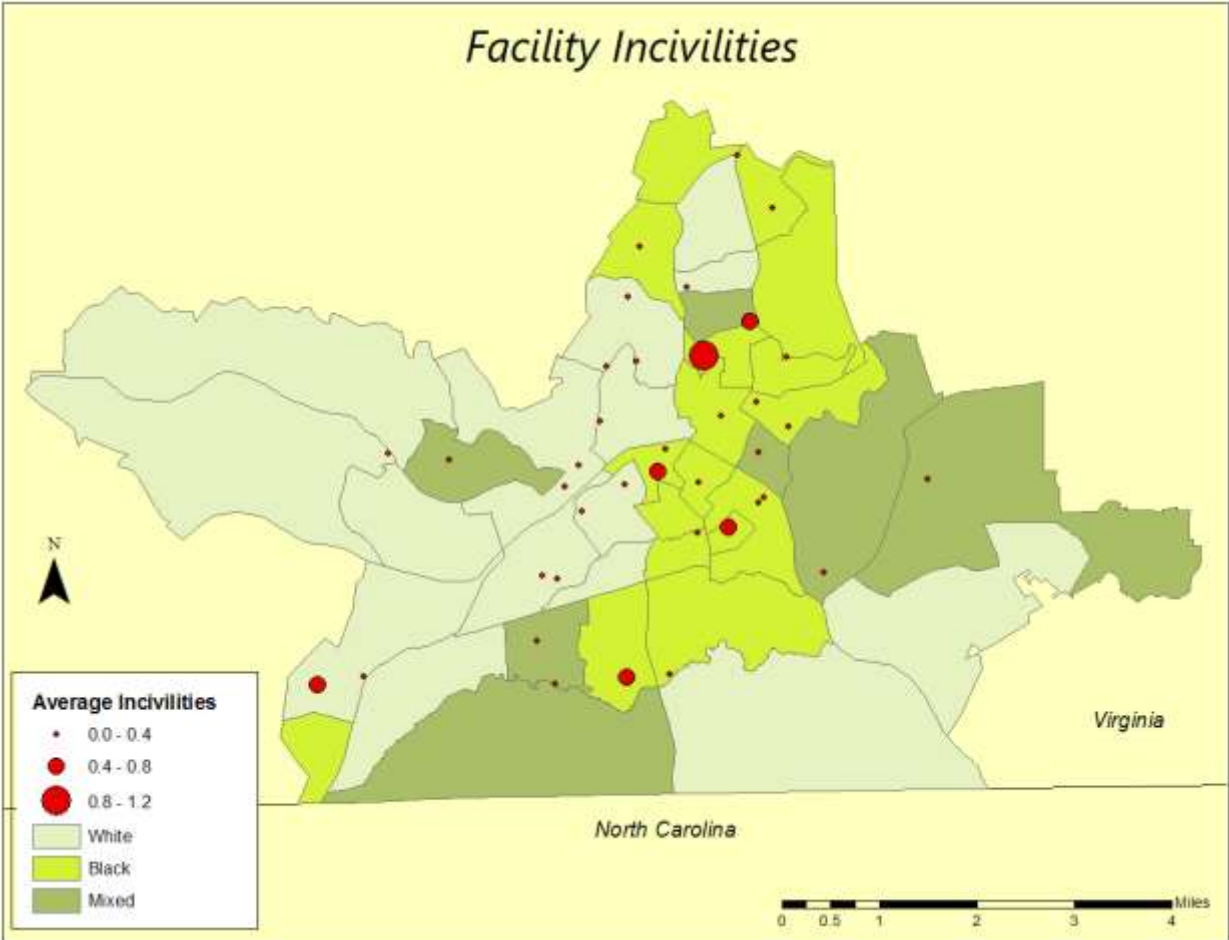 Facility Incivilities
N
Average Incivilities
0.0 - 0.4
0.4 - 0.8
0.8 - 1.2
White
Black
Mixed
Virginia
North Carolina
Miles
0 0.5 1 2 3 4